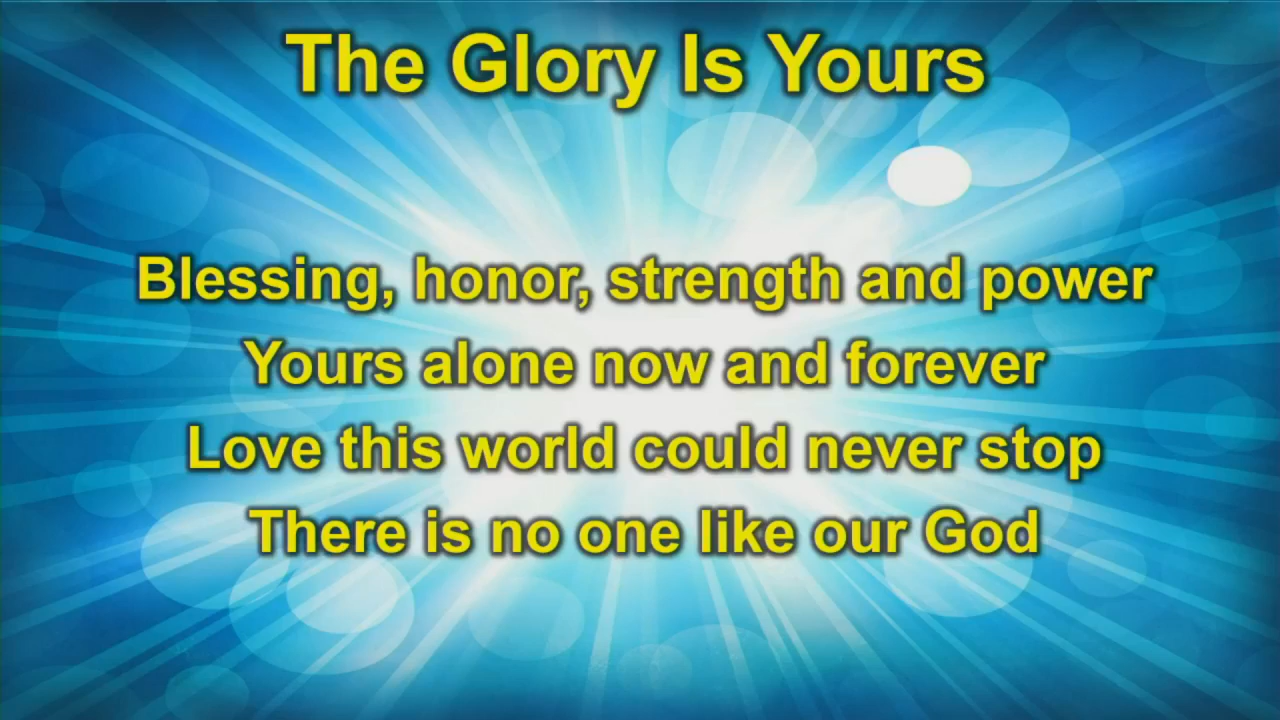 The Glory Is Yours
Blessing, honor, strength and power
Yours alone now and forever
Love this world could never stop
There is no one like our God